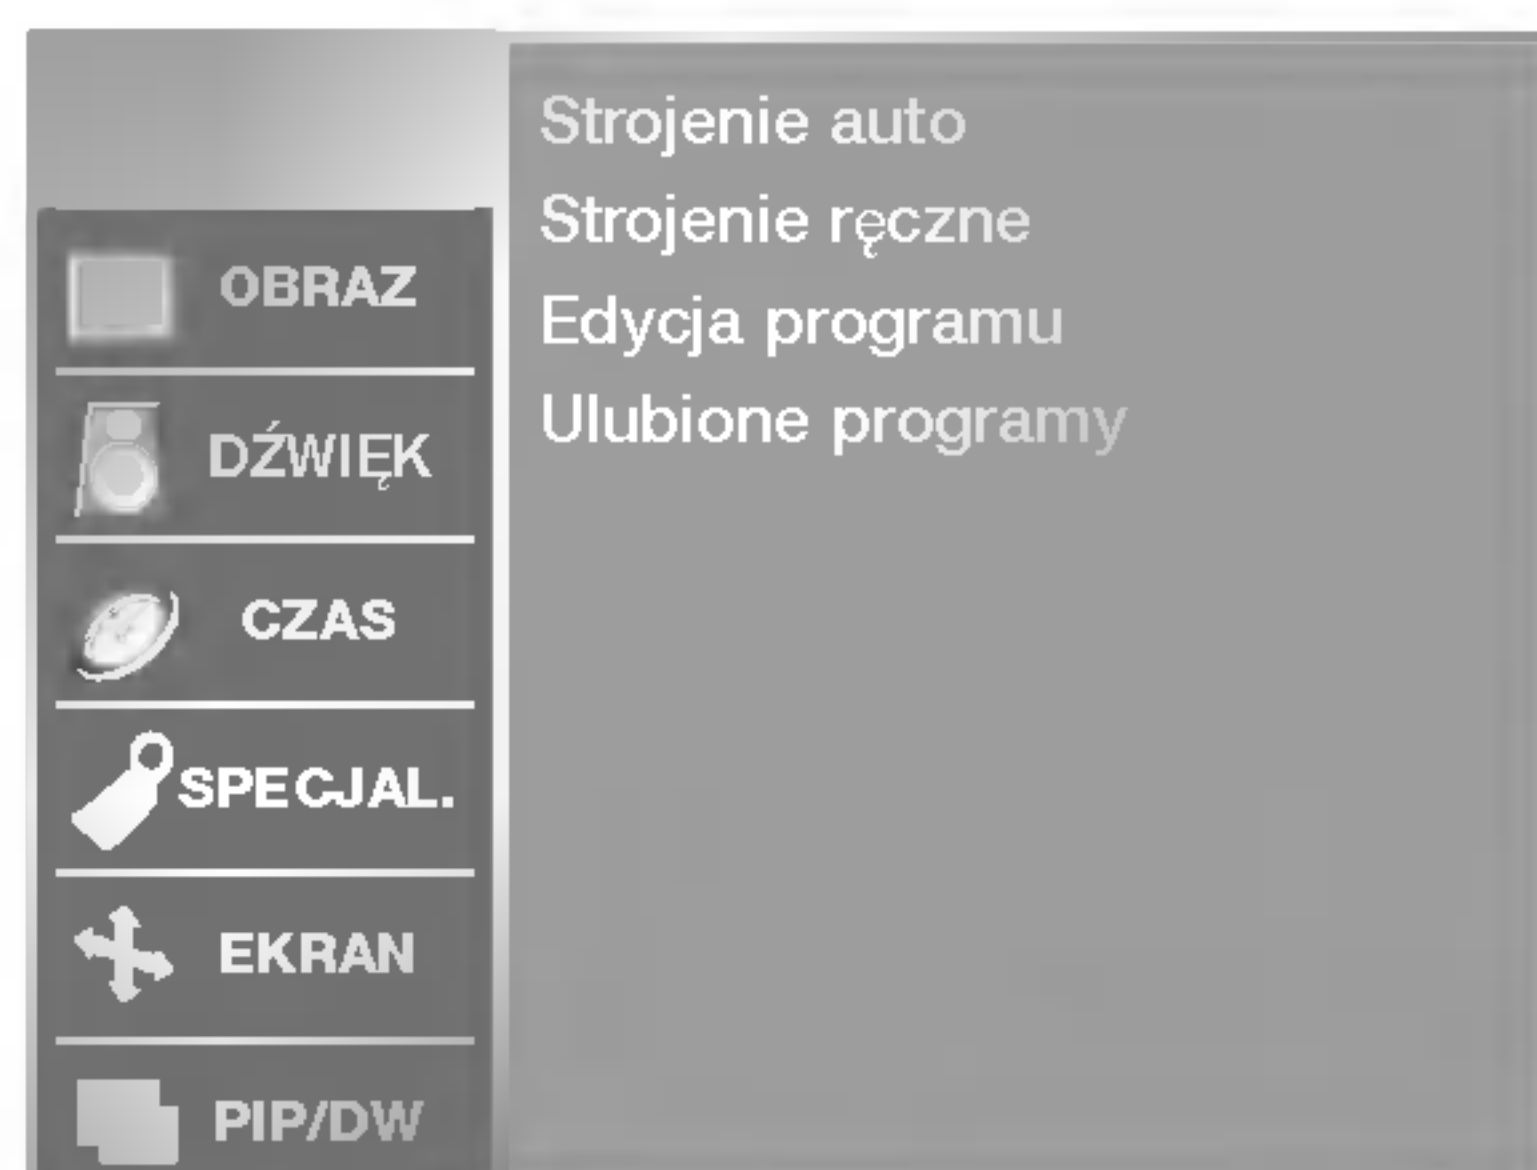 Strojenie auto
Strojenie ręczne
Edycja programu
Ulubione programy
OBRAZ
DŹWIĘK
CZAS
SPECJAL.
EKRAN
PIP/DW